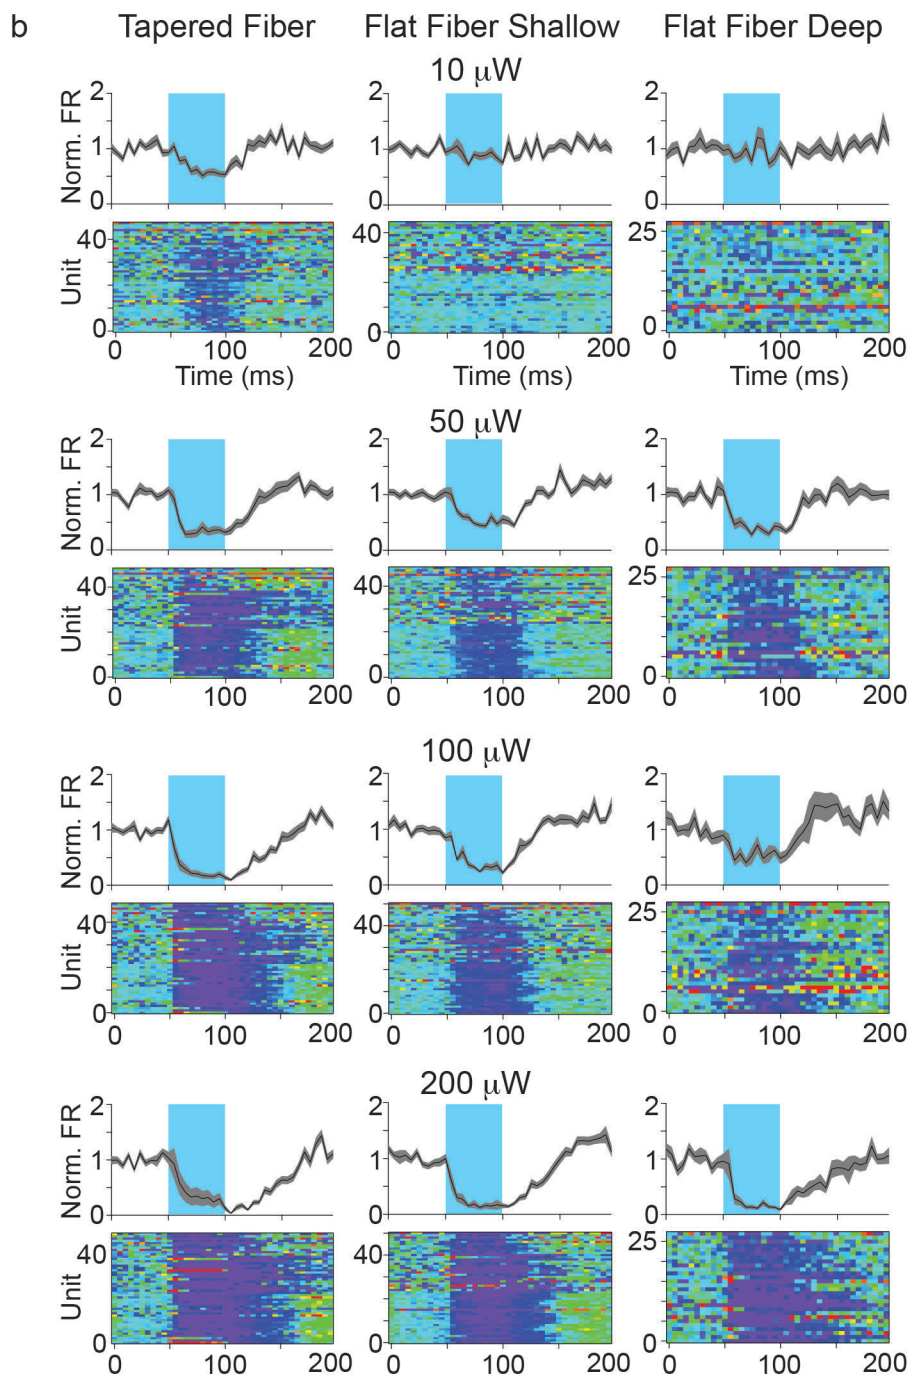 b
Tapered Fiber Flat Fiber Shallow Flat Fiber Deep
10 μW
Norm. FR 2 1 0 2 1 0 2 1 0
Unit 40 0 40 0 25 0
0 100 200 0 100 200 0 100 200
Time (ms) Time (ms) Time (ms)
50 μW
Norm. FR 2 1 0 2 1 0 2 1 0
Unit 40 0 40 0 25 0
0 100 200 0 100 200 0 100 200
100 μW
Norm. FR 2 1 0 2 1 0 2 1 0
Unit 40 0 40 0 25 0
0 100 200 0 100 200 0 100 200
200 μW
Norm. FR 2 1 0 2 1 0 2 1 0
Unit 40 0 40 0 25 0
0 100 200 0 100 200 0 100 200
Time (ms) Time (ms) Time (ms)